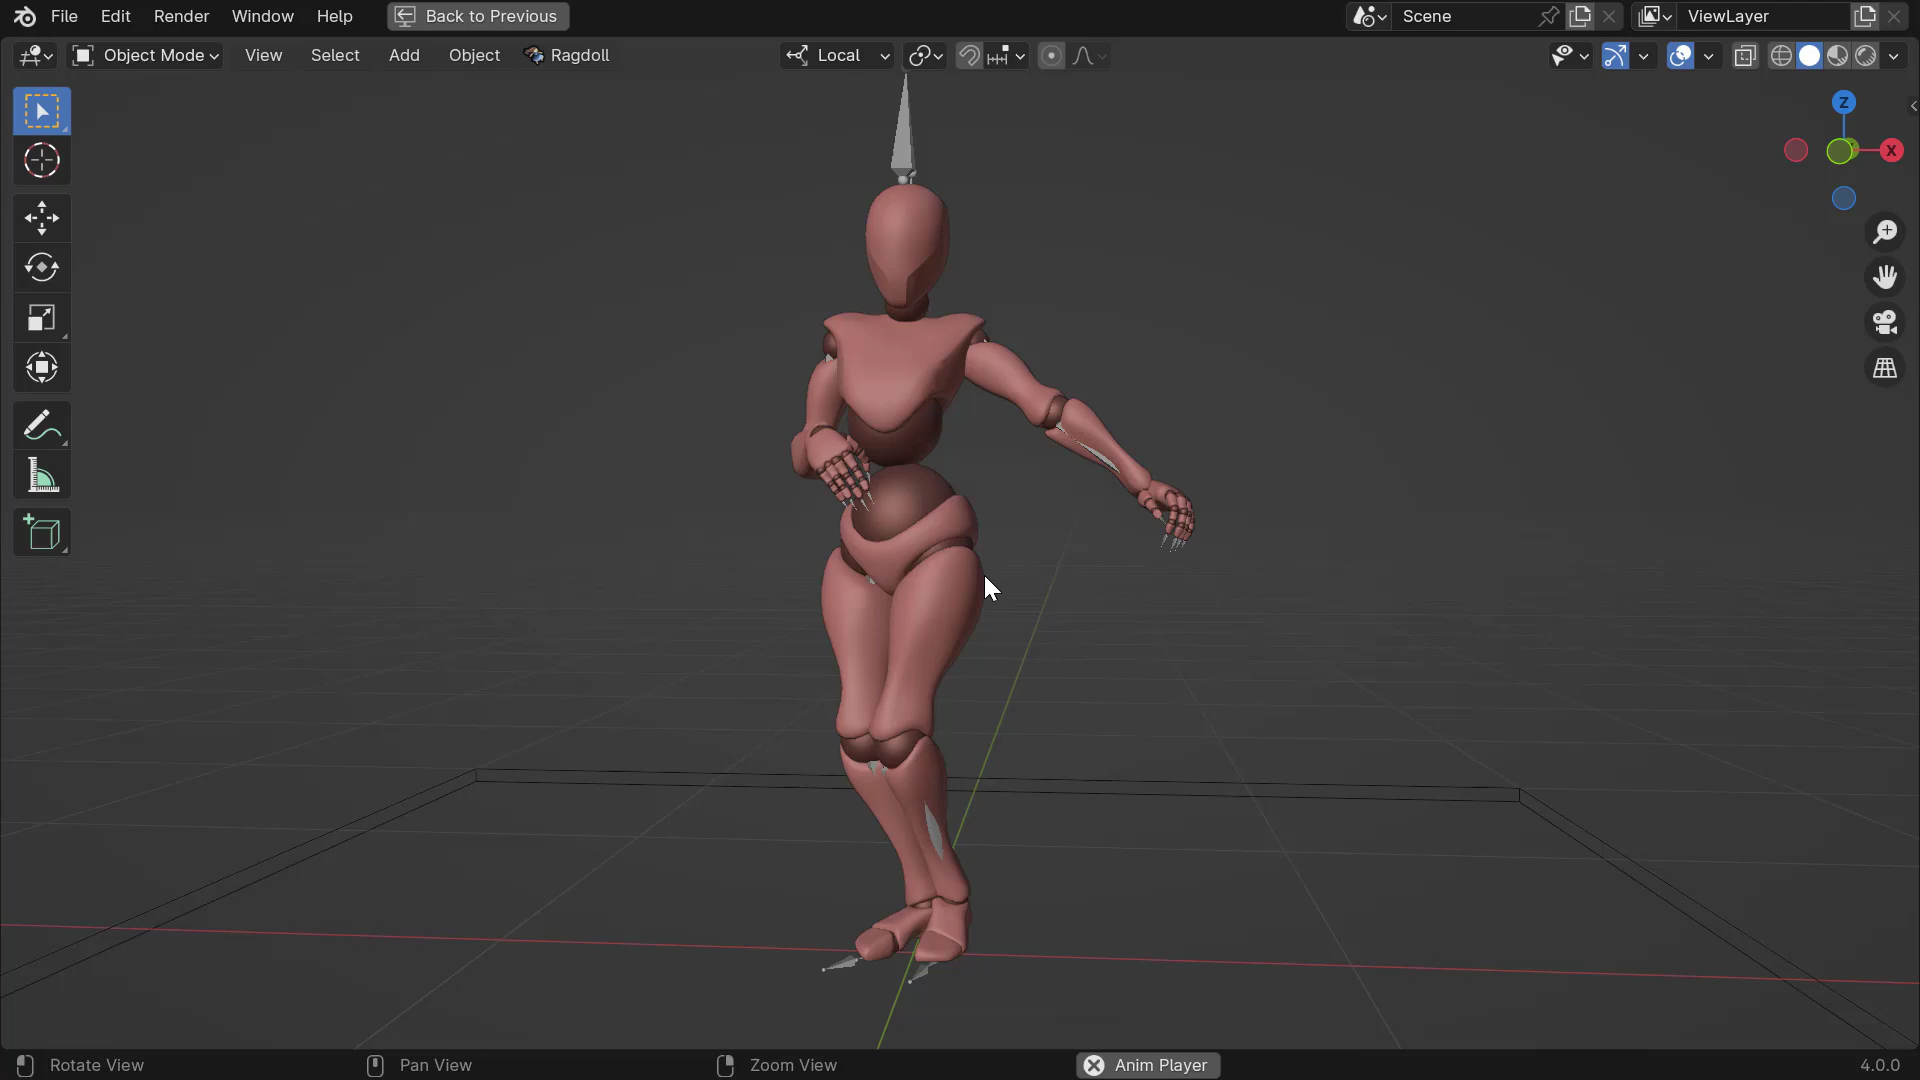 File Edit Render Window Help Back to Previous Scene ViewLayer
Object Mode View Select Add Object Ragdoll Local
Z
X
Rotate View Pan View Zoom View Anim Player 4.0.0